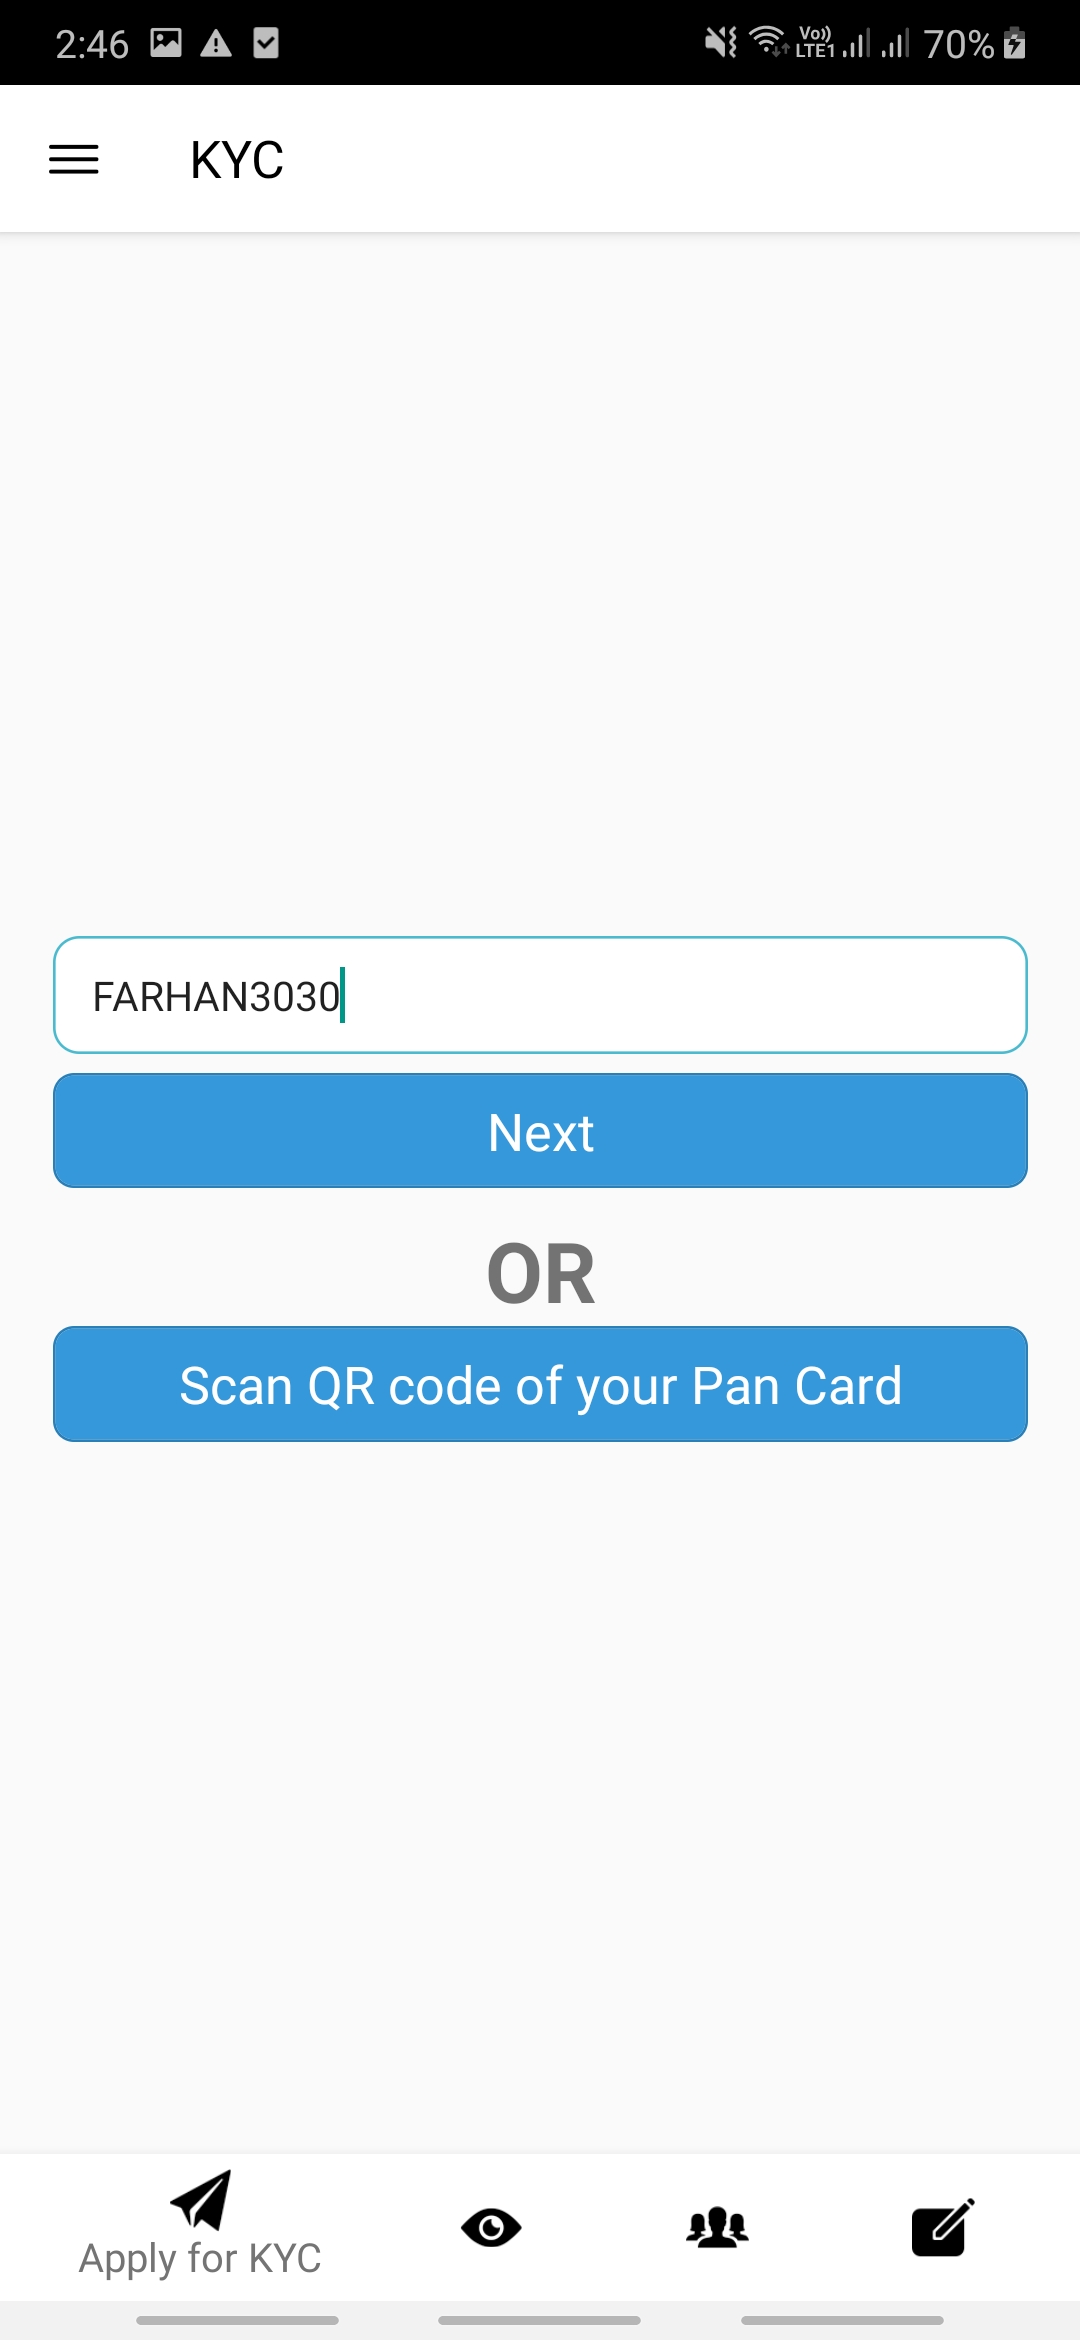 2:46 Vo)) LTE1 70%
KYC
FARHAN3030
Next
OR
Scan QR code of your Pan Card
Apply for KYC